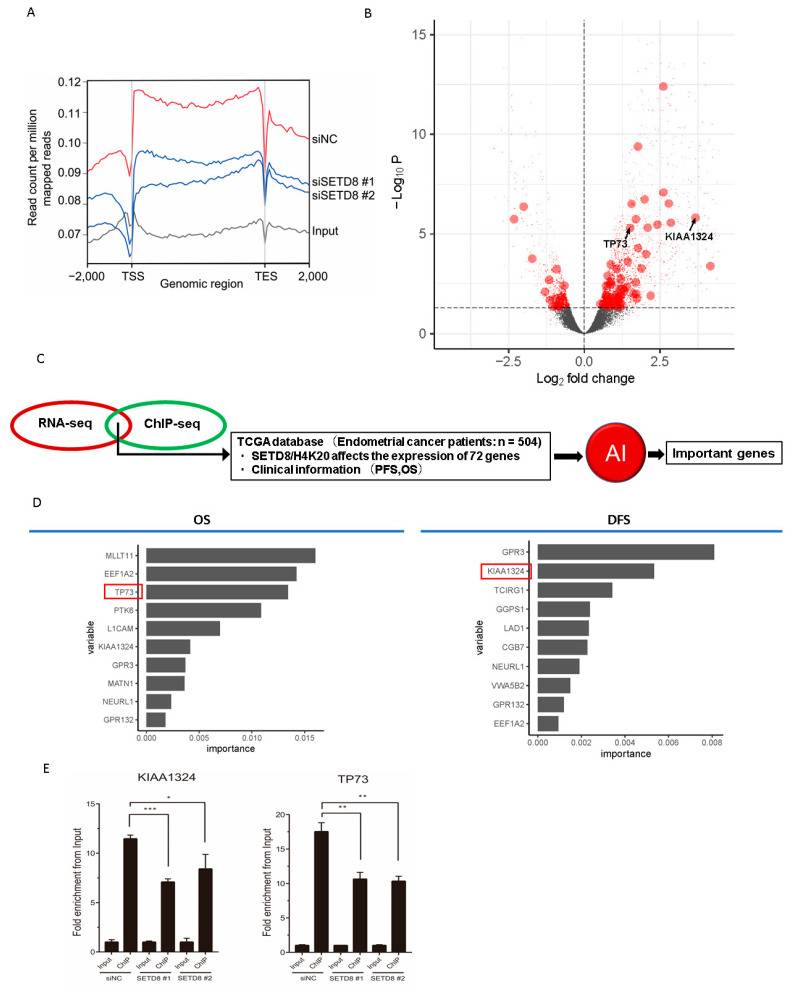 A
0.12
0.11
0.10
0.09
0.08
0.07
Read count per million
mapped reads
siNC
siSETD8 #1
siSETD8 #2
Input
−2,000
TSS
TES
2,000
Genomic region
B
15
10
5
0
−Log10 P
TP73
KIAA1324
−2.5
0.0
2.5
Log2 fold change
C
RNA-seq
ChIP-seq
TCGA database （Endometrial cancer patients: n = 504)
・ SETD8/H4K20 affects the expression of 72 genes
・ Clinical information （PFS,OS）
AI
Important genes
D
OS
variable
MLLT11
EEF1A2
TP73
PTK6
L1CAM
KIAA1324
GPR3
MATN1
NEURL1
GPR132
0.000
0.005
0.010
0.015
importance
DFS
variable
GPR3
KIAA1324
TCIRG1
GGPS1
LAD1
CGB7
NEURL1
VWA5B2
GPR132
EEF1A2
0.000
0.002
0.004
0.006
0.008
importance
E
KIAA1324
Fold enrichment from Input
15
10
5
0
*
***
Input
ChIP
Input
ChIP
Input
ChIP
siNC
SETD8 #1
SETD8 #2
TP73
Fold enrichment from Input
20
15
10
5
0
**
**
Input
ChIP
Input
ChIP
Input
ChIP
siNC
SETD8 #1
SETD8 #2